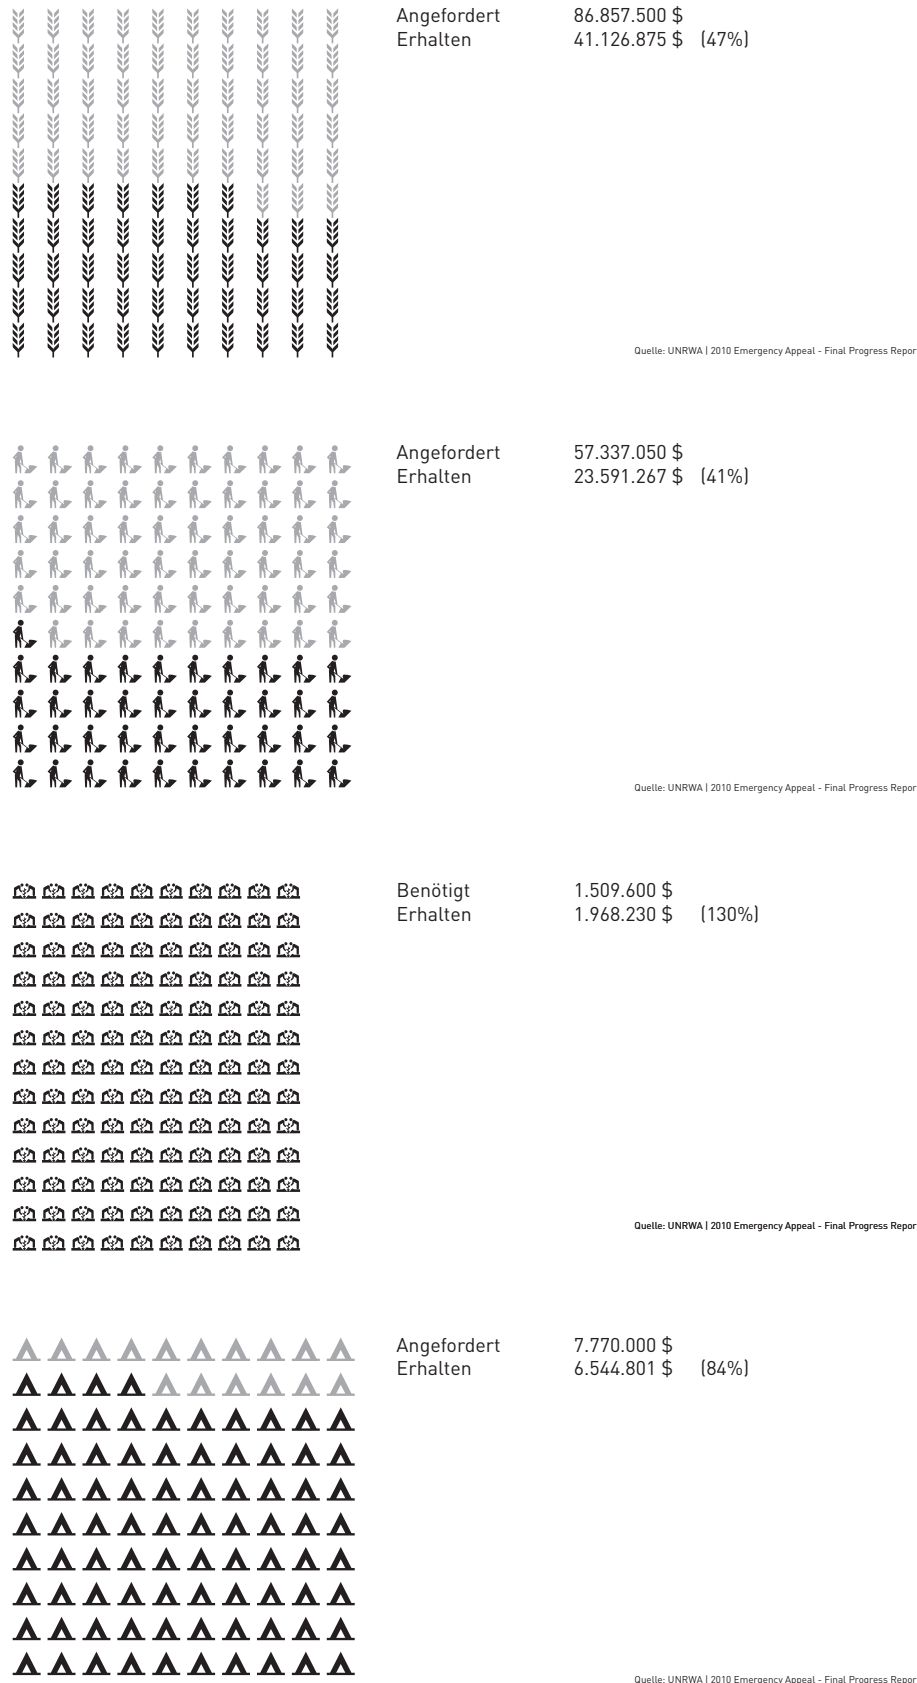 Angefordert 86.857.500 $
Erhalten 41.126.875 $ (47%)
Quelle: UNRWA | 2010 Emergency Appeal - Final Progress Repor
Angefordert 57.337.050 $
Erhalten 23.591.267 $ (41%)
Quelle: UNRWA | 2010 Emergency Appeal - Final Progress Repor
Benötigt 1.509.600 $
Erhalten 1.968.230 $ (130%)
Quelle: UNRWA | 2010 Emergency Appeal - Final Progress Repor
Angefordert 7.770.000 $
Erhalten 6.544.801 $ (84%)
Quelle: UNRWA | 2010 Emergency Appeal - Final Progress Repor